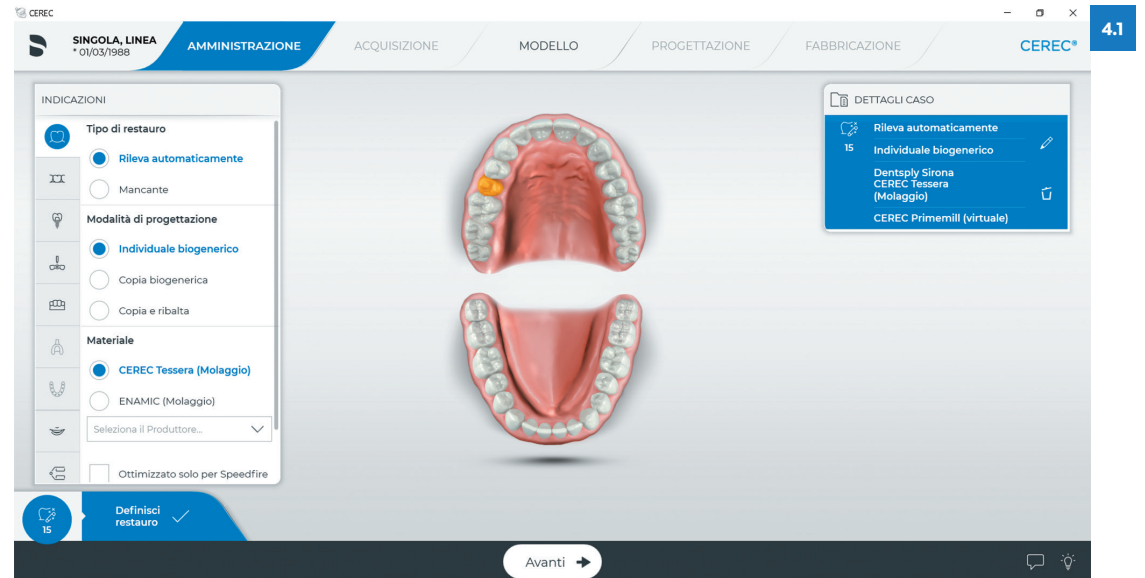 CEREC
4.1
SINGOLA, LINEA
* 01/03/1988
AMMINISTRAZIONE
ACQUISIZIONE
MODELLO
PROGETTAZIONE
FABBRICAZIONE
CEREC®
INDICAZIONI
Tipo di restauro
Rileva automaticamente
Mancante
Modalità di progettazione
Individuale biogenerico
Copia biogenerica
Copia e ribalta
Materiale
CEREC Tessera (Molaggio)
ENAMIC (Molaggio)
Seleziona il Produttore...
Ottimizzato solo per Speedfire
DETTAGLI CASO
15
Rileva automaticamente
Individuale biogenerico
Dentsply Sirona
CEREC Tessera
(Molaggio)
CEREC Primemill (virtuale)
15
Definisci
restauro
Avanti